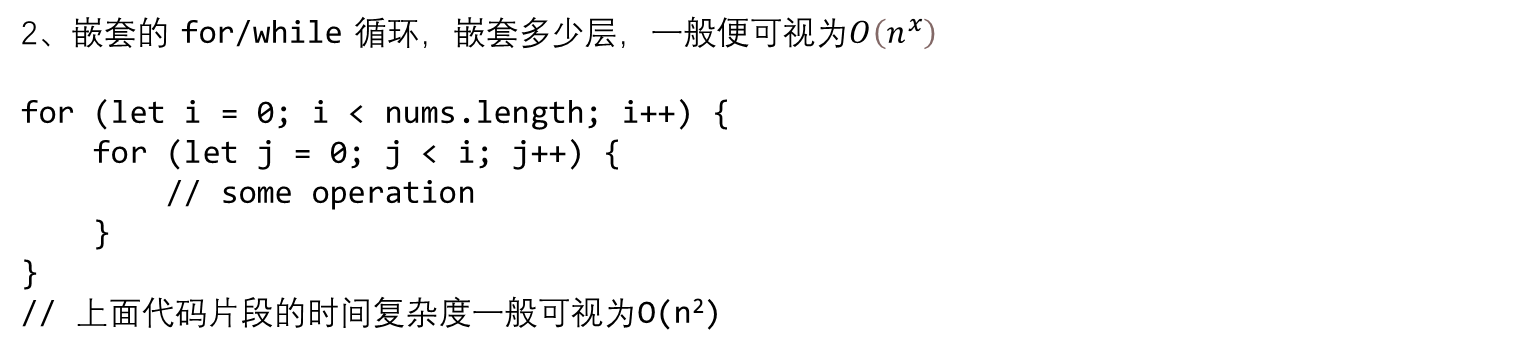 2、嵌套的 for/while 循环，嵌套多少层，一般便可视为O(nˣ)
for (let i = 0; i < nums.length; i++) {
    for (let j = 0; j < i; j++) {
        // some operation
    }
}
// 上面代码片段的时间复杂度一般可视为O(n²)